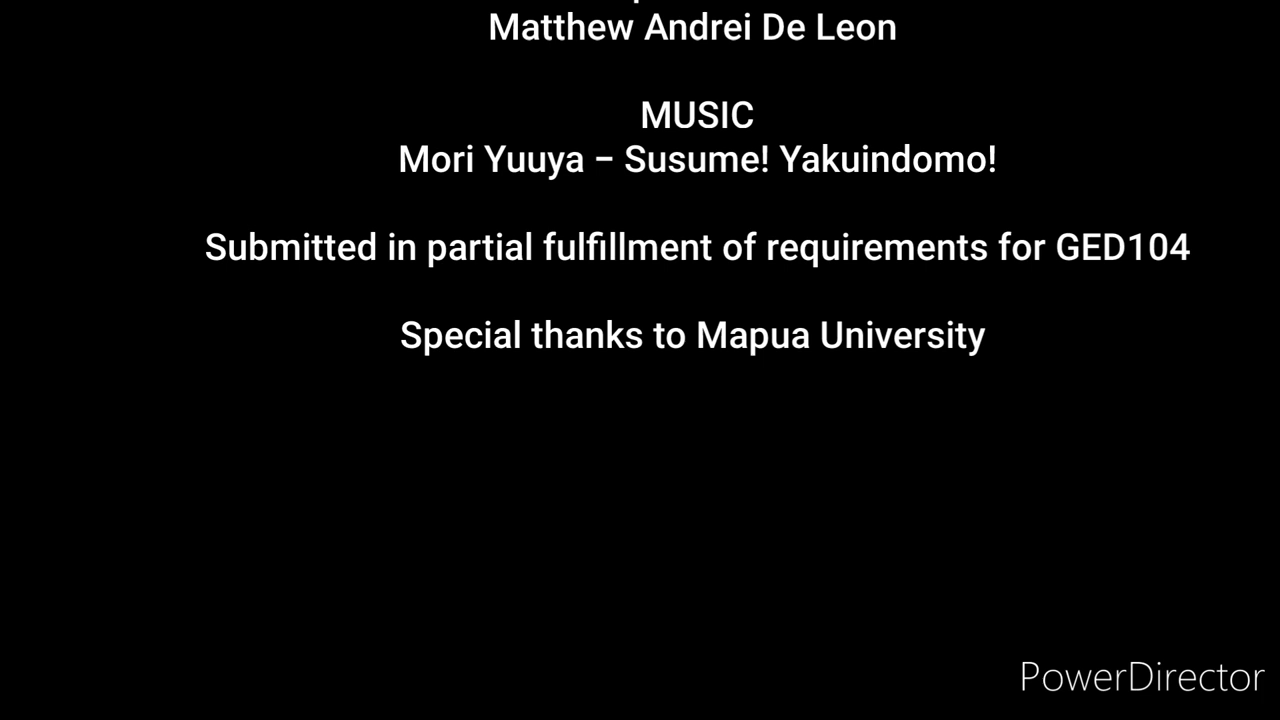 Matthew Andrei De Leon
MUSIC
Mori Yuuya – Susume! Yakuindomo!
Submitted in partial fulfillment of requirements for GED104
Special thanks to Mapua University
PowerDirector